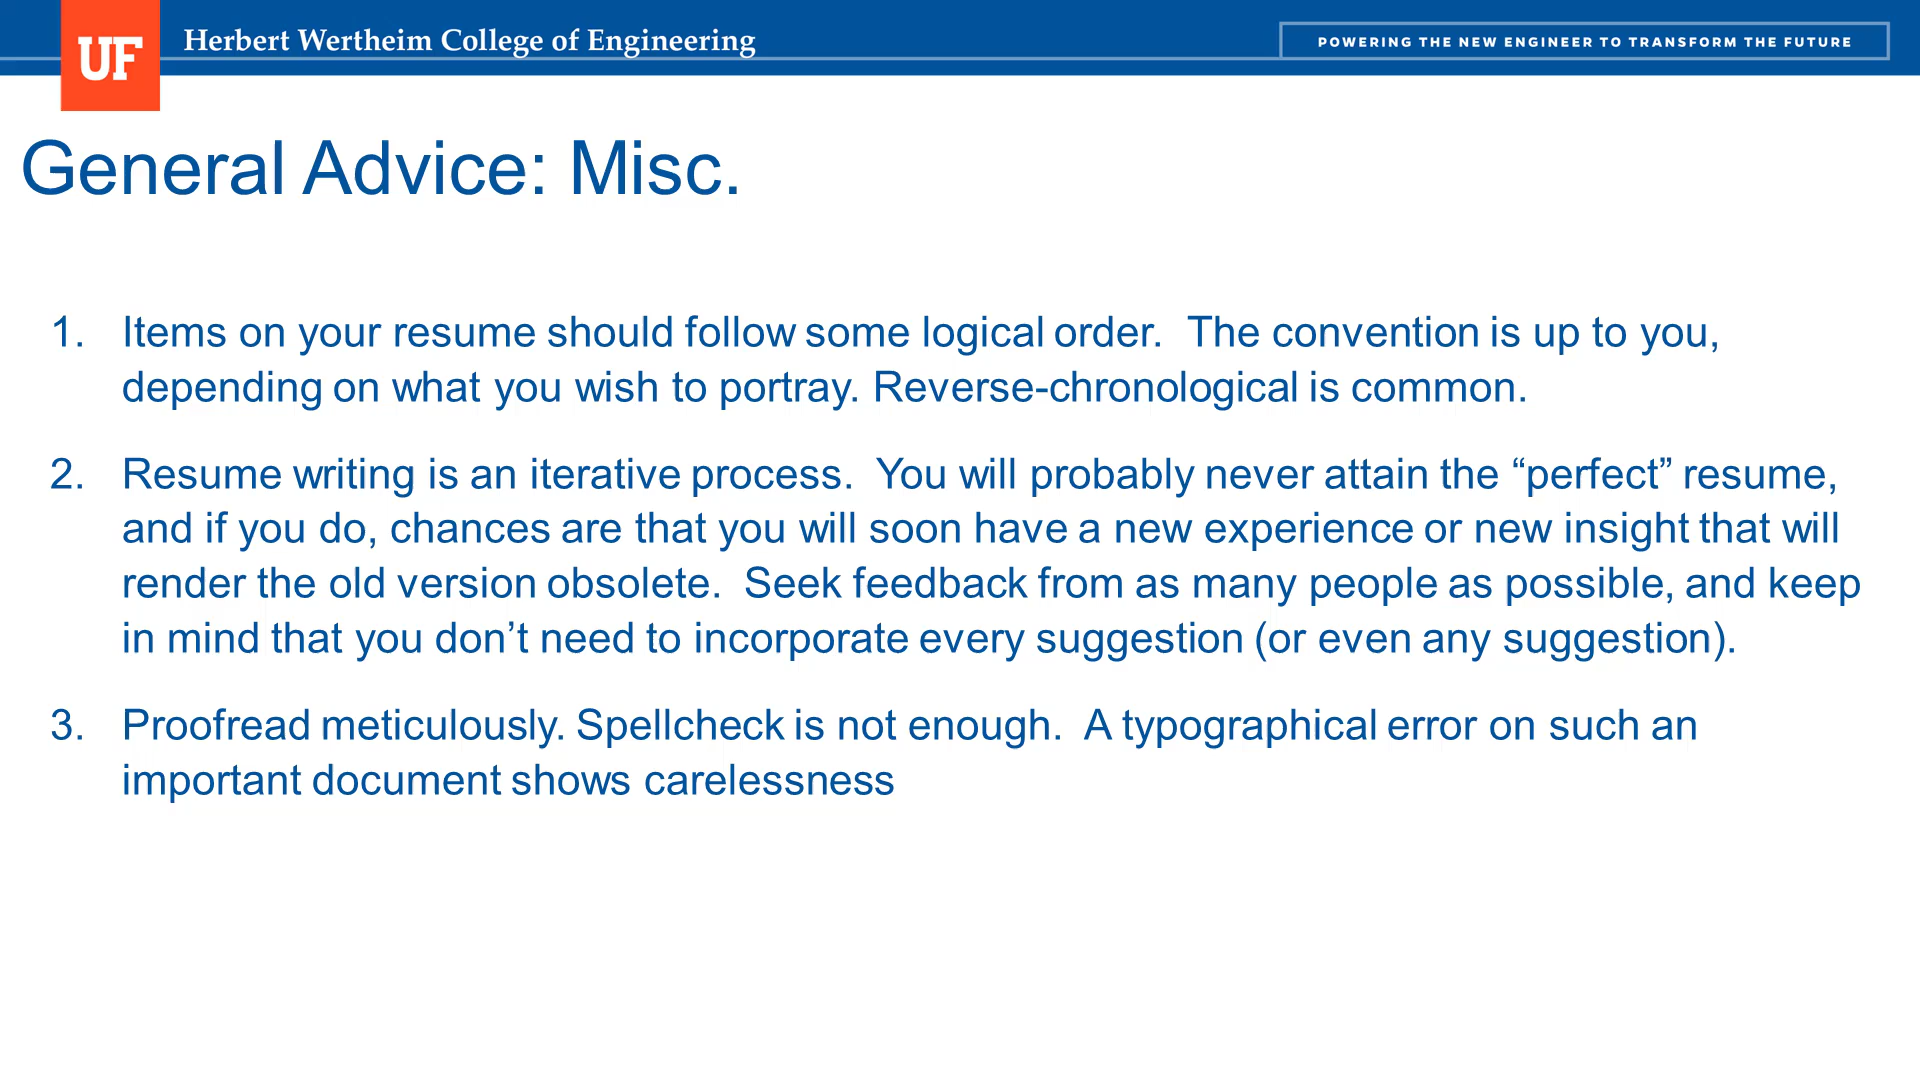 UF
Herbert Wertheim College of Engineering
POWERING THE NEW ENGINEER TO TRANSFORM THE FUTURE
General Advice: Misc.
1. Items on your resume should follow some logical order.  The convention is up to you,
depending on what you wish to portray. Reverse-chronological is common.
2. Resume writing is an iterative process.  You will probably never attain the “perfect” resume,
and if you do, chances are that you will soon have a new experience or new insight that will
render the old version obsolete.  Seek feedback from as many people as possible, and keep
in mind that you don’t need to incorporate every suggestion (or even any suggestion).
3. Proofread meticulously. Spellcheck is not enough.  A typographical error on such an
important document shows carelessness